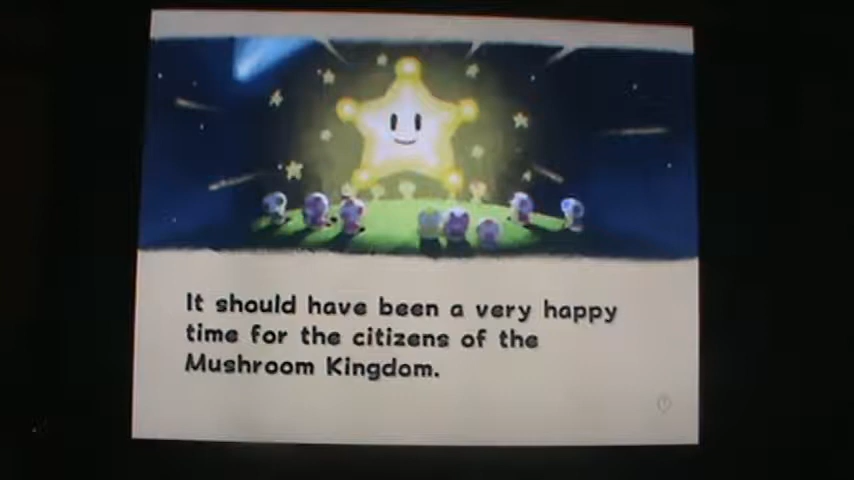 It should have been a very happy
time for the citizens of the
Mushroom Kingdom.